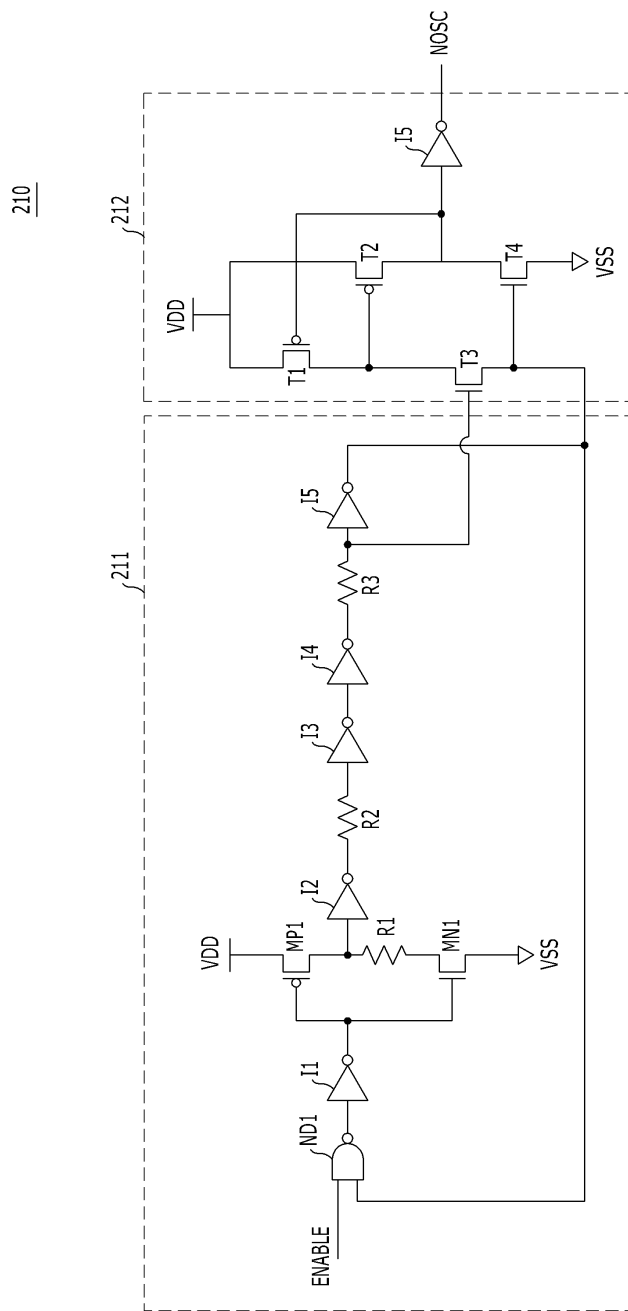 210
211
212
ENABLE
ND1
I1
VDD
MP1
R1
MN1
VSS
I2
R2
I3
I4
R3
I5
VDD
T1
T2
T3
T4
VSS
I5
NOSC